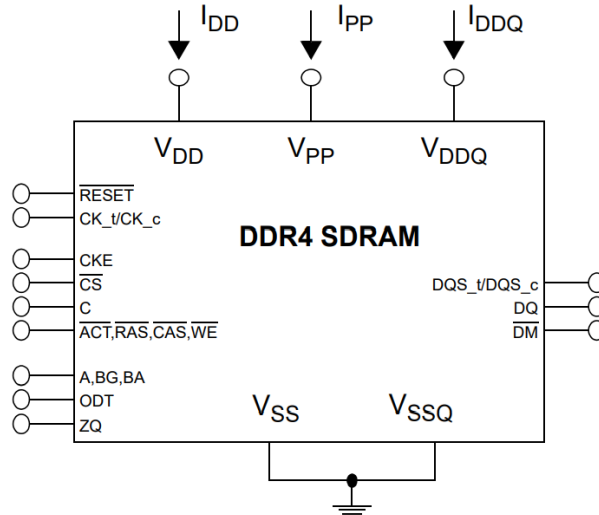 IDD IPP IDDQ
VDD VPP VDDQ
RESET
CK_t/CK_c
DDR4 SDRAM
CKE
CS
DQS_t/DQS_c
C
DQ
ACT,RAS,CAS,WE
DM
A,BG,BA
ODT
VSS VSSQ
ZQ